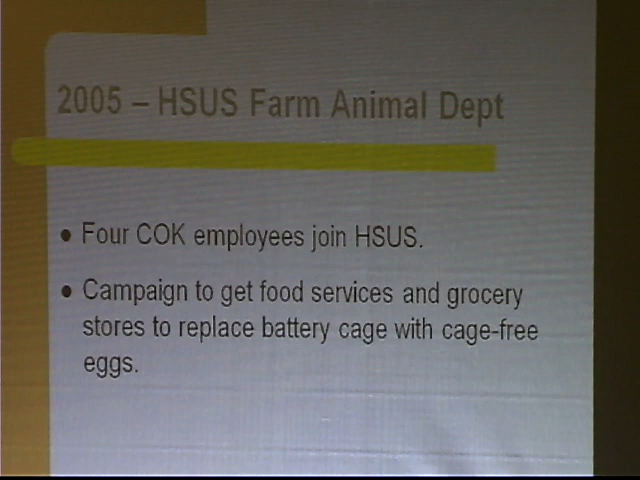 2005 – HSUS Farm Animal Dept
● Four COK employees join HSUS.
● Campaign to get food services and grocery
stores to replace battery cage with cage-free
eggs.